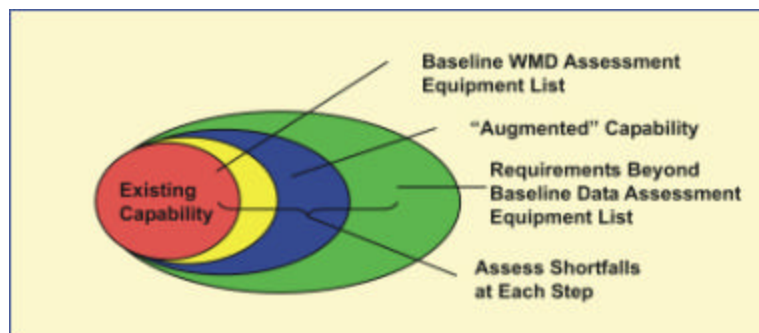 Baseline WMD Assessment
Equipment List
“Augmented” Capability
Requirements Beyond
Baseline Data Assessment
Equipment List
Existing
Capability
Assess Shortfalls
at Each Step